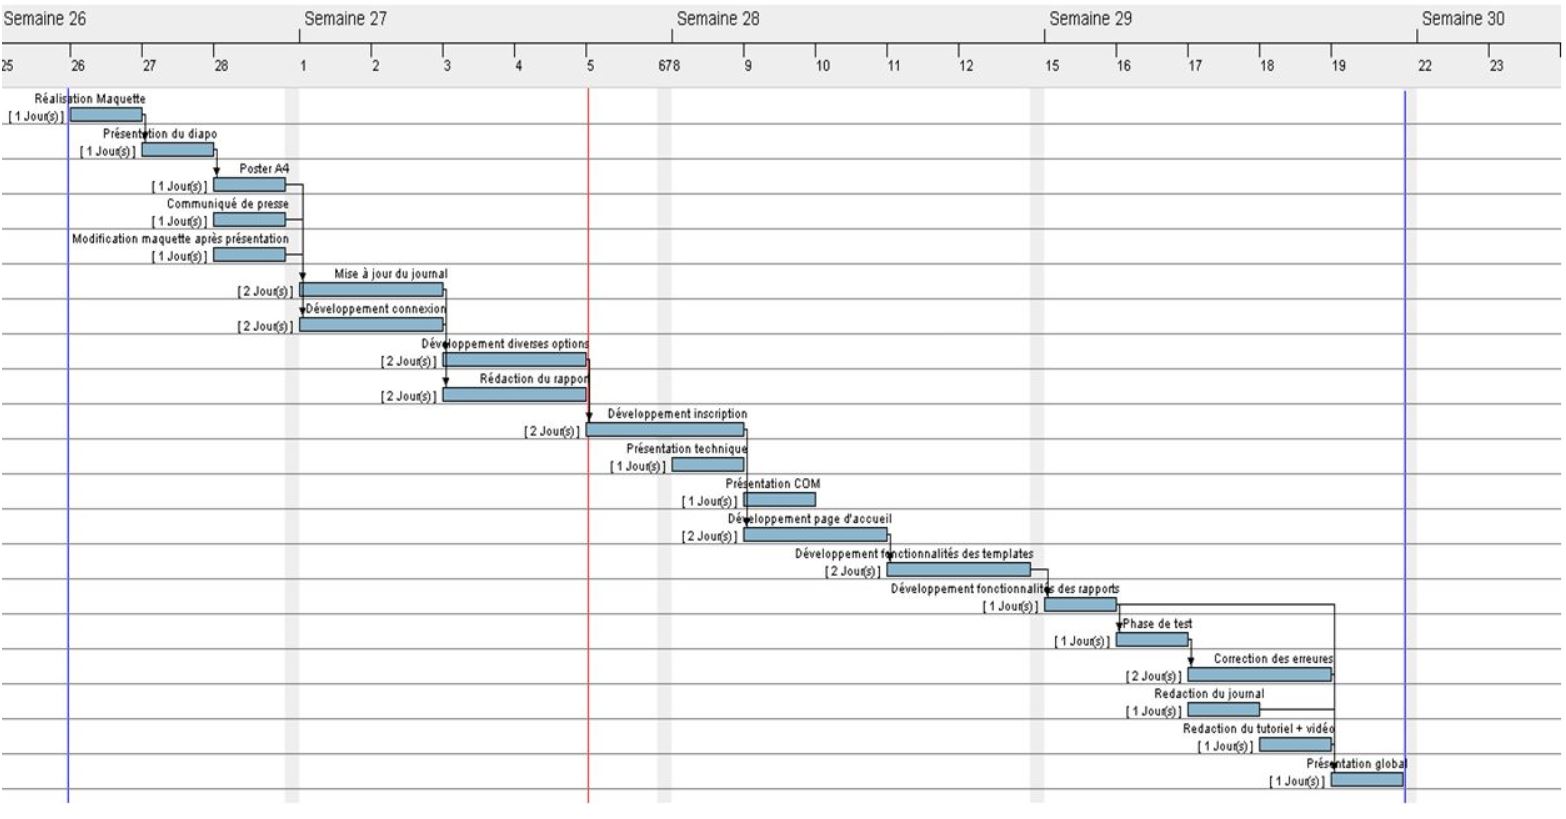 Semaine 26 Semaine 27 Semaine 28 Semaine 29 Semaine 30
25 26 27 28 1 2 3 4 5 678 9 10 11 12 15 16 17 18 19 22 23
Réalisation Maquette
[ 1 Jour(s) ]
Présentation du diapo
[ 1 Jour(s) ]
Poster A4
[ 1 Jour(s) ]
Communiqué de presse
[ 1 Jour(s) ]
Modification maquette après présentation
[ 1 Jour(s) ]
Mise à jour du journal
[ 2 Jour(s) ]
Développement connexion
[ 2 Jour(s) ]
Développement diverses options
[ 2 Jour(s) ]
Rédaction du rapport
[ 2 Jour(s) ]
Développement inscription
[ 2 Jour(s) ]
Présentation technique
[ 1 Jour(s) ]
Présentation COM
[ 1 Jour(s) ]
Développement page d'accueil
[ 2 Jour(s) ]
Développement fonctionnalités des templates
[ 2 Jour(s) ]
Développement fonctionnalités des rapports
[ 1 Jour(s) ]
Phase de test
[ 1 Jour(s) ]
Correction des erreures
[ 2 Jour(s) ]
Redaction du journal
[ 1 Jour(s) ]
Redaction du tutoriel + vidéo
[ 1 Jour(s) ]
Présentation global
[ 1 Jour(s) ]